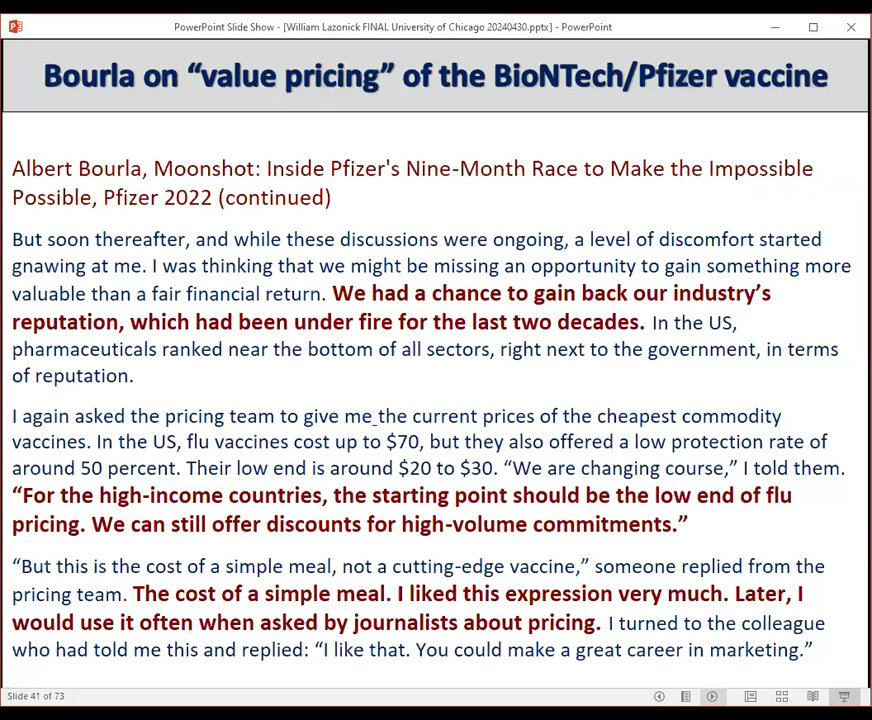 PowerPoint Slide Show - [William Lazonick FINAL University of Chicago 20240430.pptx] - PowerPoint
Bourla on “value pricing” of the BioNTech/Pfizer vaccine
Albert Bourla, Moonshot: Inside Pfizer's Nine-Month Race to Make the Impossible
Possible, Pfizer 2022 (continued)
But soon thereafter, and while these discussions were ongoing, a level of discomfort started
gnawing at me. I was thinking that we might be missing an opportunity to gain something more
valuable than a fair financial return. We had a chance to gain back our industry’s
reputation, which had been under fire for the last two decades. In the US,
pharmaceuticals ranked near the bottom of all sectors, right next to the government, in terms
of reputation.
I again asked the pricing team to give me the current prices of the cheapest commodity
vaccines. In the US, flu vaccines cost up to $70, but they also offered a low protection rate of
around 50 percent. Their low end is around $20 to $30. “We are changing course,” I told them.
“For the high-income countries, the starting point should be the low end of flu
pricing. We can still offer discounts for high-volume commitments.”
“But this is the cost of a simple meal, not a cutting-edge vaccine,” someone replied from the
pricing team. The cost of a simple meal. I liked this expression very much. Later, I
would use it often when asked by journalists about pricing. I turned to the colleague
who had told me this and replied: “I like that. You could make a great career in marketing.”
Slide 41 of 73